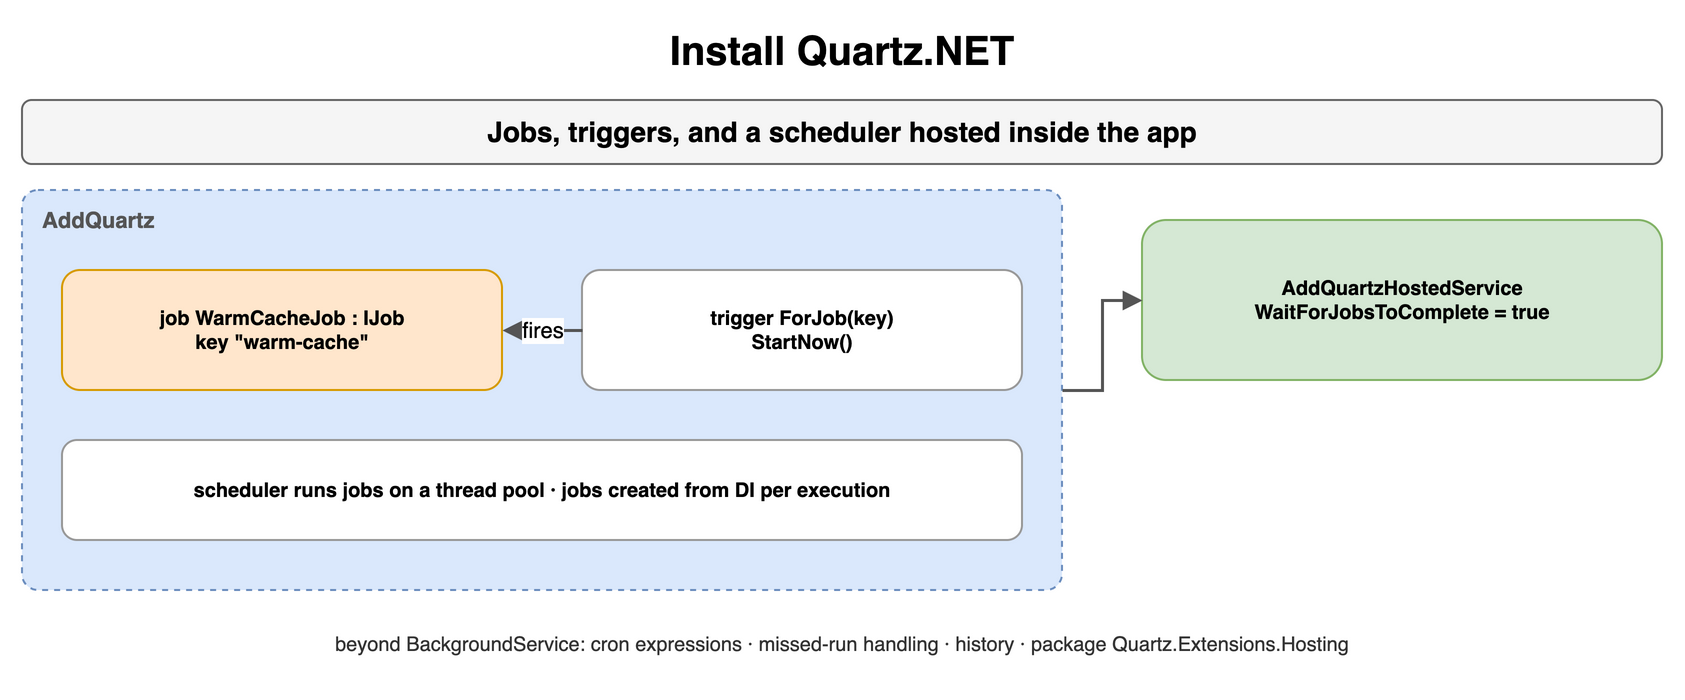 Install Quartz.NET
Jobs, triggers, and a scheduler hosted inside the app
AddQuartz
job WarmCacheJob : IJob
key "warm-cache"
fires
trigger ForJob(key)
StartNow()
AddQuartzHostedService
WaitForJobsToComplete = true
scheduler runs jobs on a thread pool · jobs created from DI per execution
beyond BackgroundService: cron expressions · missed-run handling · history · package Quartz.Extensions.Hosting